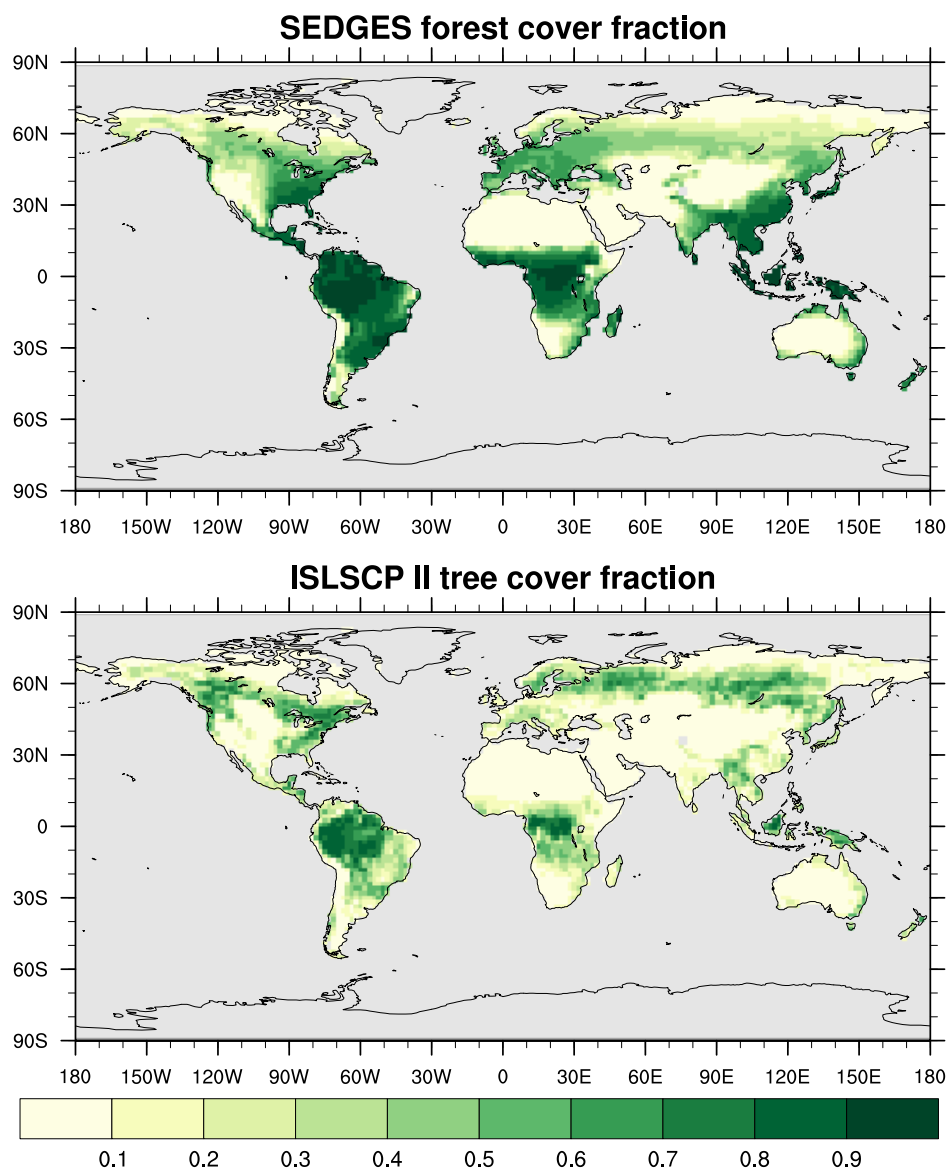 SEDGES forest cover fraction
90N
60N
30N
0
30S
60S
90S
180 150W 120W 90W 60W 30W 0 30E 60E 90E 120E 150E 180
ISLSCP II tree cover fraction
90N
60N
30N
0
30S
60S
90S
180 150W 120W 90W 60W 30W 0 30E 60E 90E 120E 150E 180
0.1 0.2 0.3 0.4 0.5 0.6 0.7 0.8 0.9